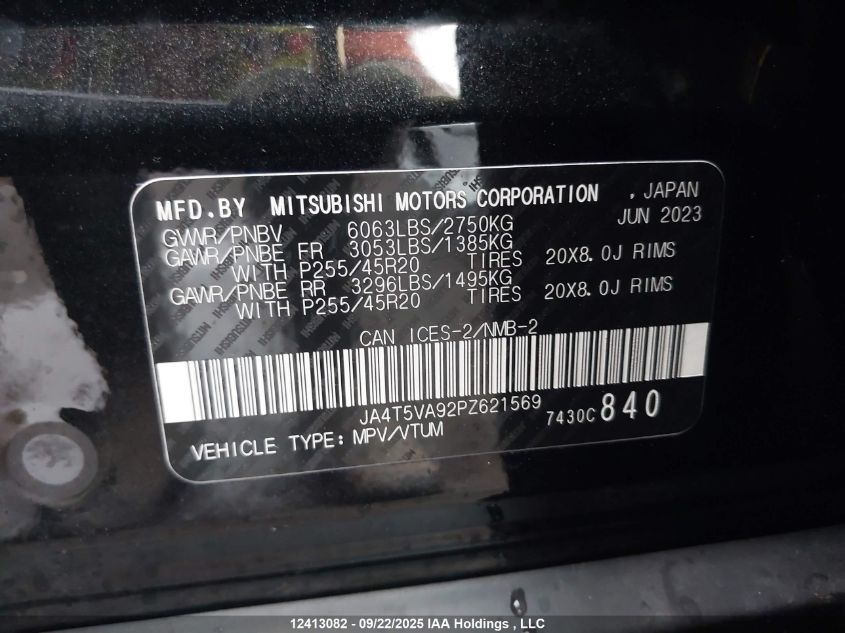 MFD.BY MITSUBISHI MOTORS CORPORATION , JAPAN
JUN 2023
GVWR/PNBV 6063LBS/2750KG
GAWR/PNBE FR 3053LBS/1385KG
WITH P255/45R20 TIRES 20X8.0J RIMS
GAWR/PNBE RR 3296LBS/1495KG
WITH P255/45R20 TIRES 20X8.0J RIMS
CAN ICES-2/NMB-2
JA4T5VA92PZ621569
7430C 840
VEHICLE TYPE: MPV/VTUM
12413082 - 09/22/2025 IAA Holdings , LLC